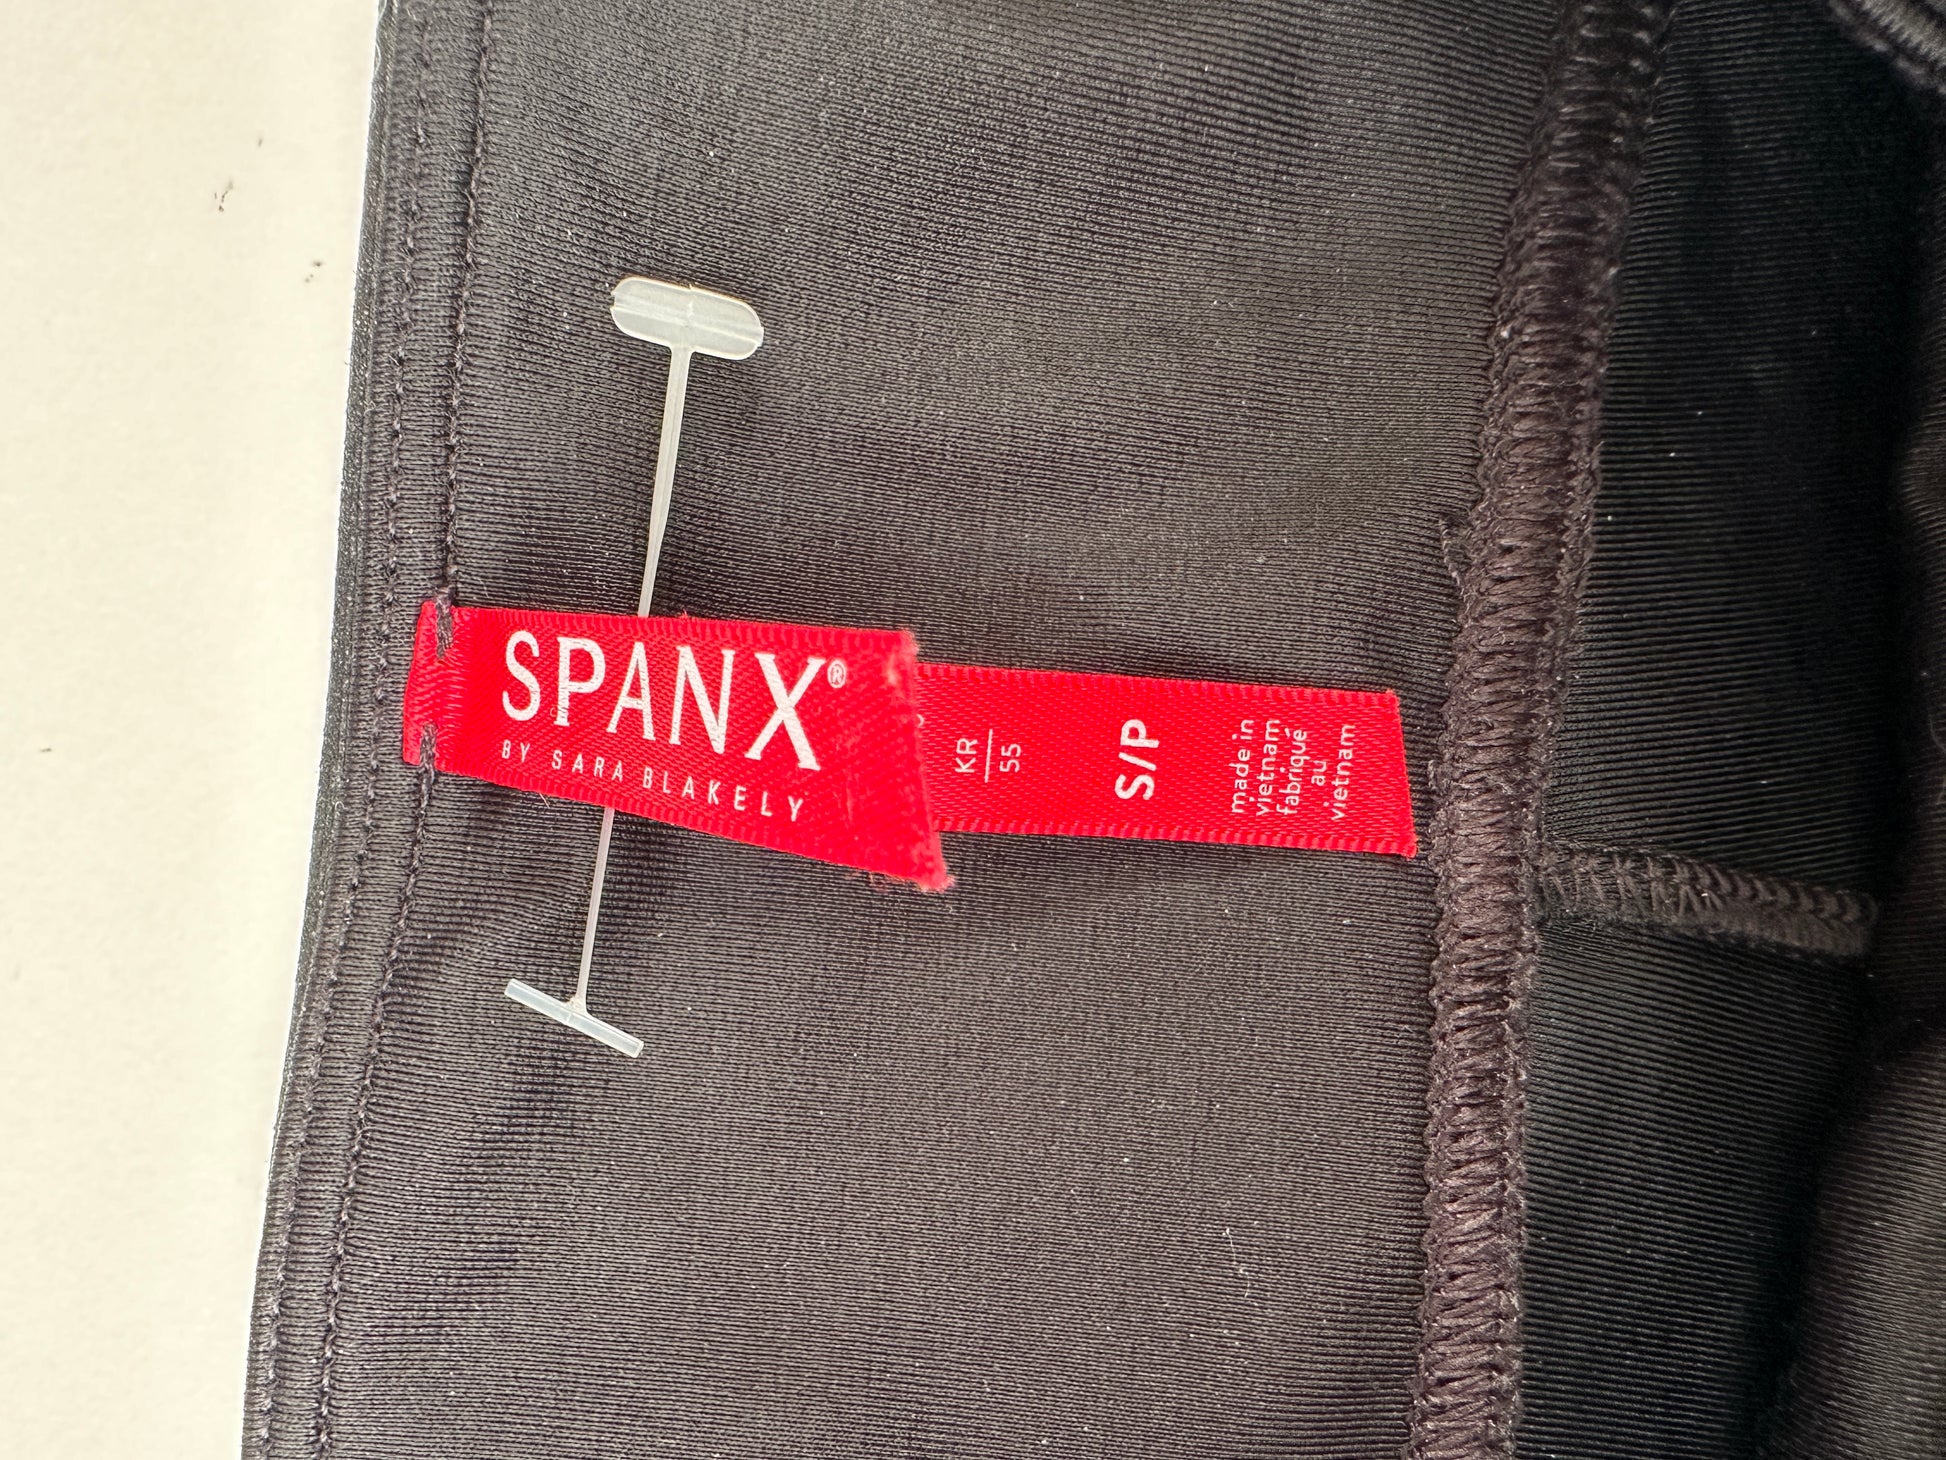 SPANX®
BY SARA BLAKELY
KR
55
S/P
made in
vietnam
fabriqué
au
vietnam